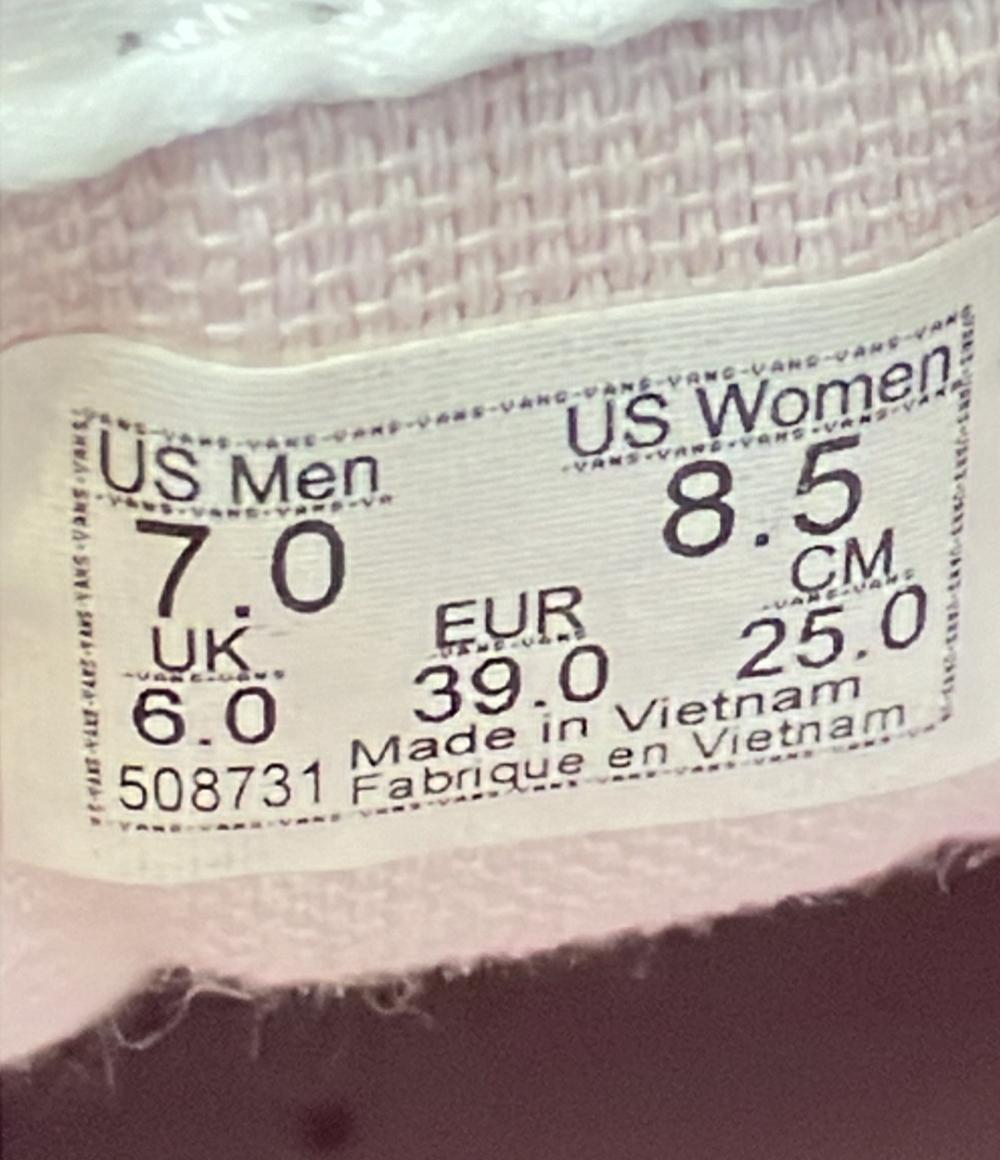 US Men US Women
7.0 8.5
UK EUR CM
6.0 39.0 25.0
508731 Made in Vietnam
Fabrique en Vietnam